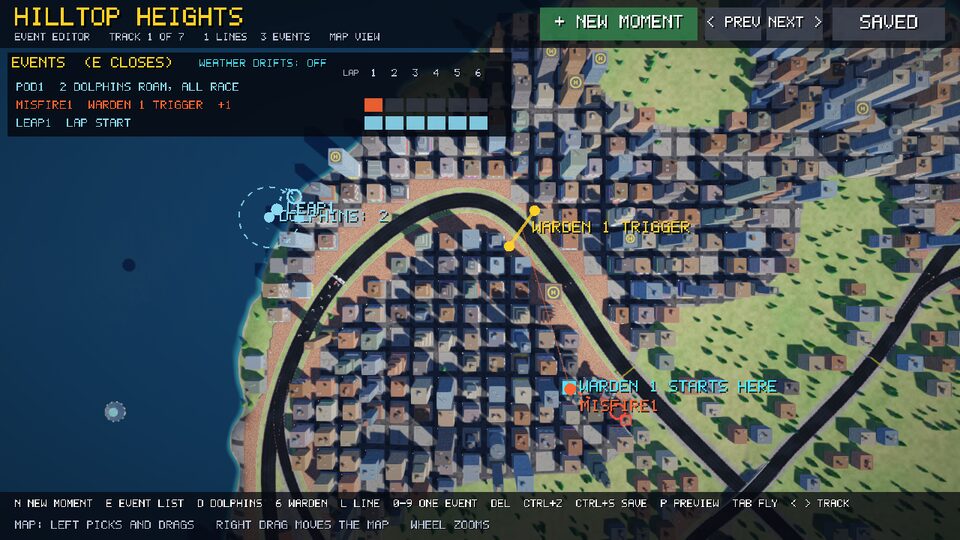 HILLTOP HEIGHTS
EVENT EDITOR TRACK 1 OF 7 1 LINES 3 EVENTS MAP VIEW
+ NEW MOMENT < PREV NEXT > SAVED
EVENTS (E CLOSES) WEATHER DRIFTS: OFF
LAP 1 2 3 4 5 6
POD1 2 DOLPHINS ROAM, ALL RACE
MISFIRE1 WARDEN 1 TRIGGER +1
LEAP1 LAP START
LEAP1
DOLPHINS: 2
WARDEN 1 TRIGGER
WARDEN 1 STARTS HERE
MISFIRE1
N NEW MOMENT E EVENT LIST D DOLPHINS 6 WARDEN L LINE 0-9 ONE EVENT DEL CTRL+Z CTRL+S SAVE P PREVIEW TAB FLY < > TRACK
MAP: LEFT PICKS AND DRAGS RIGHT DRAG MOVES THE MAP WHEEL ZOOMS